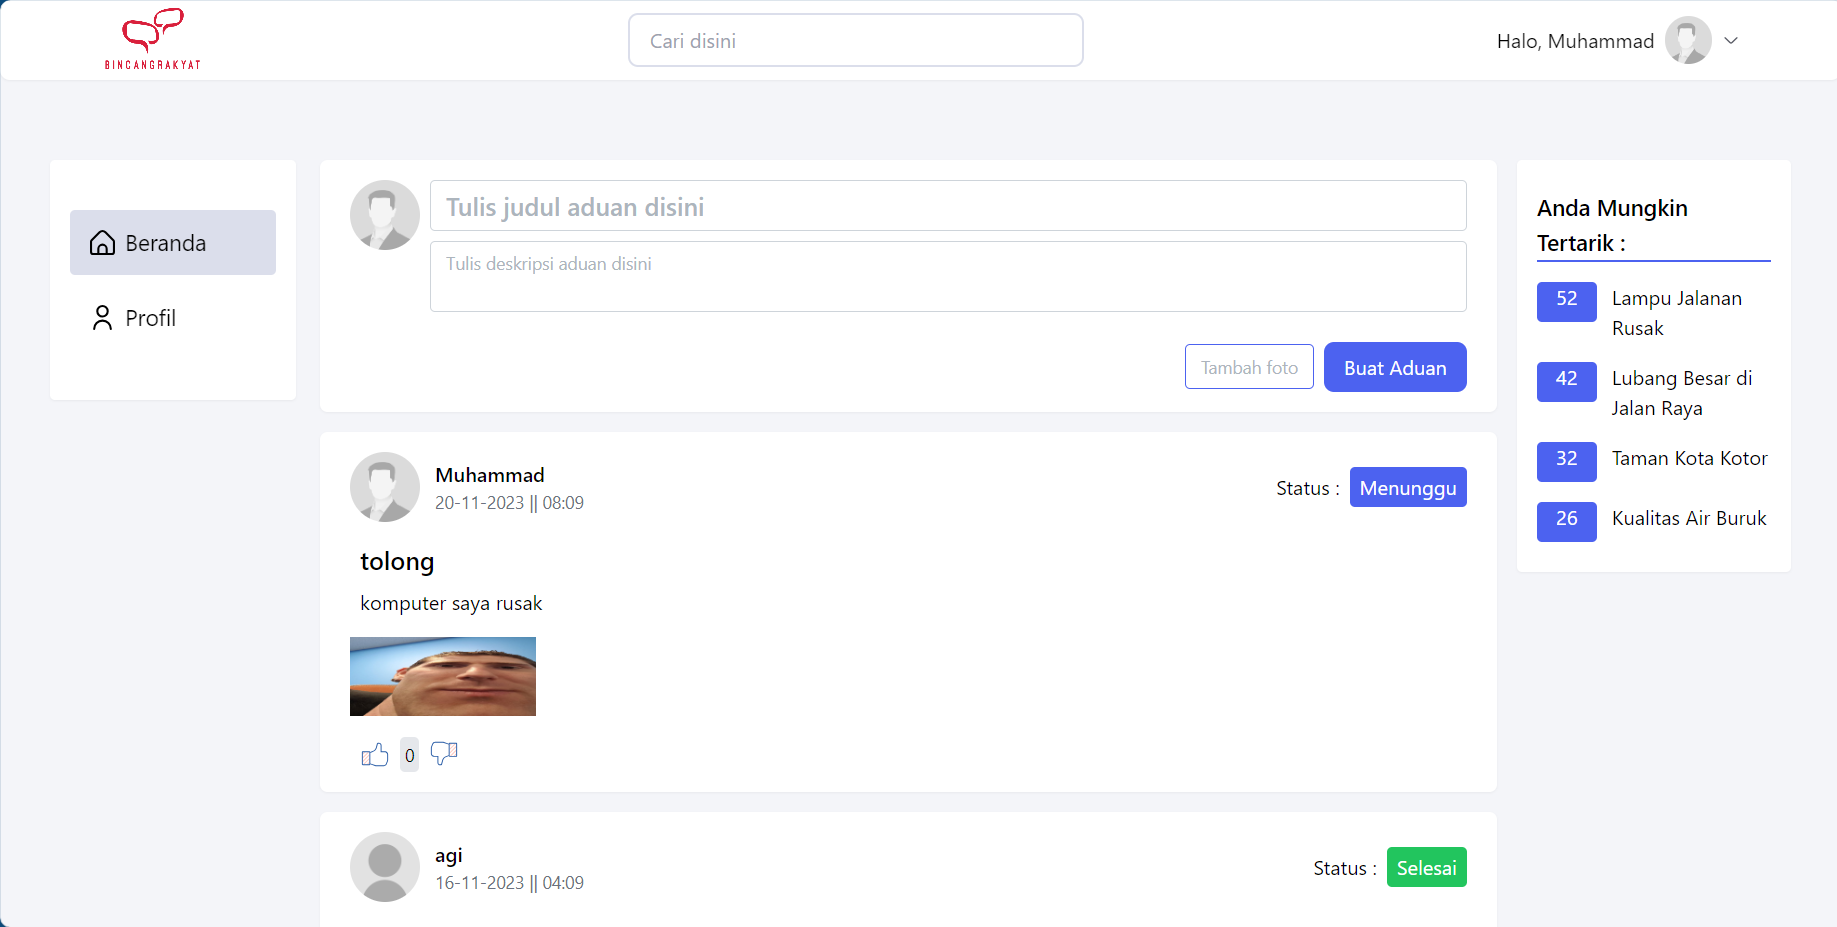 BINCANGRAKYAT
Cari disini
Halo, Muhammad
Beranda
Profil
Tulis judul aduan disini
Tulis deskripsi aduan disini
Tambah foto
Buat Aduan
Muhammad
20-11-2023 || 08:09
Status :
Menunggu
tolong
komputer saya rusak
0
agi
16-11-2023 || 04:09
Status :
Selesai
Anda Mungkin
Tertarik :
52
Lampu Jalanan
Rusak
42
Lubang Besar di
Jalan Raya
32
Taman Kota Kotor
26
Kualitas Air Buruk